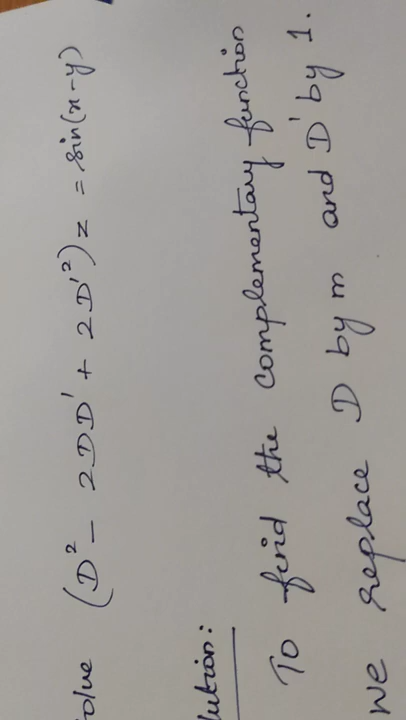 olve (D² - 2DD' + 2D'²) z = sin(x-y)
lution:
To find the complementary function
we replace D by m and D' by 1.